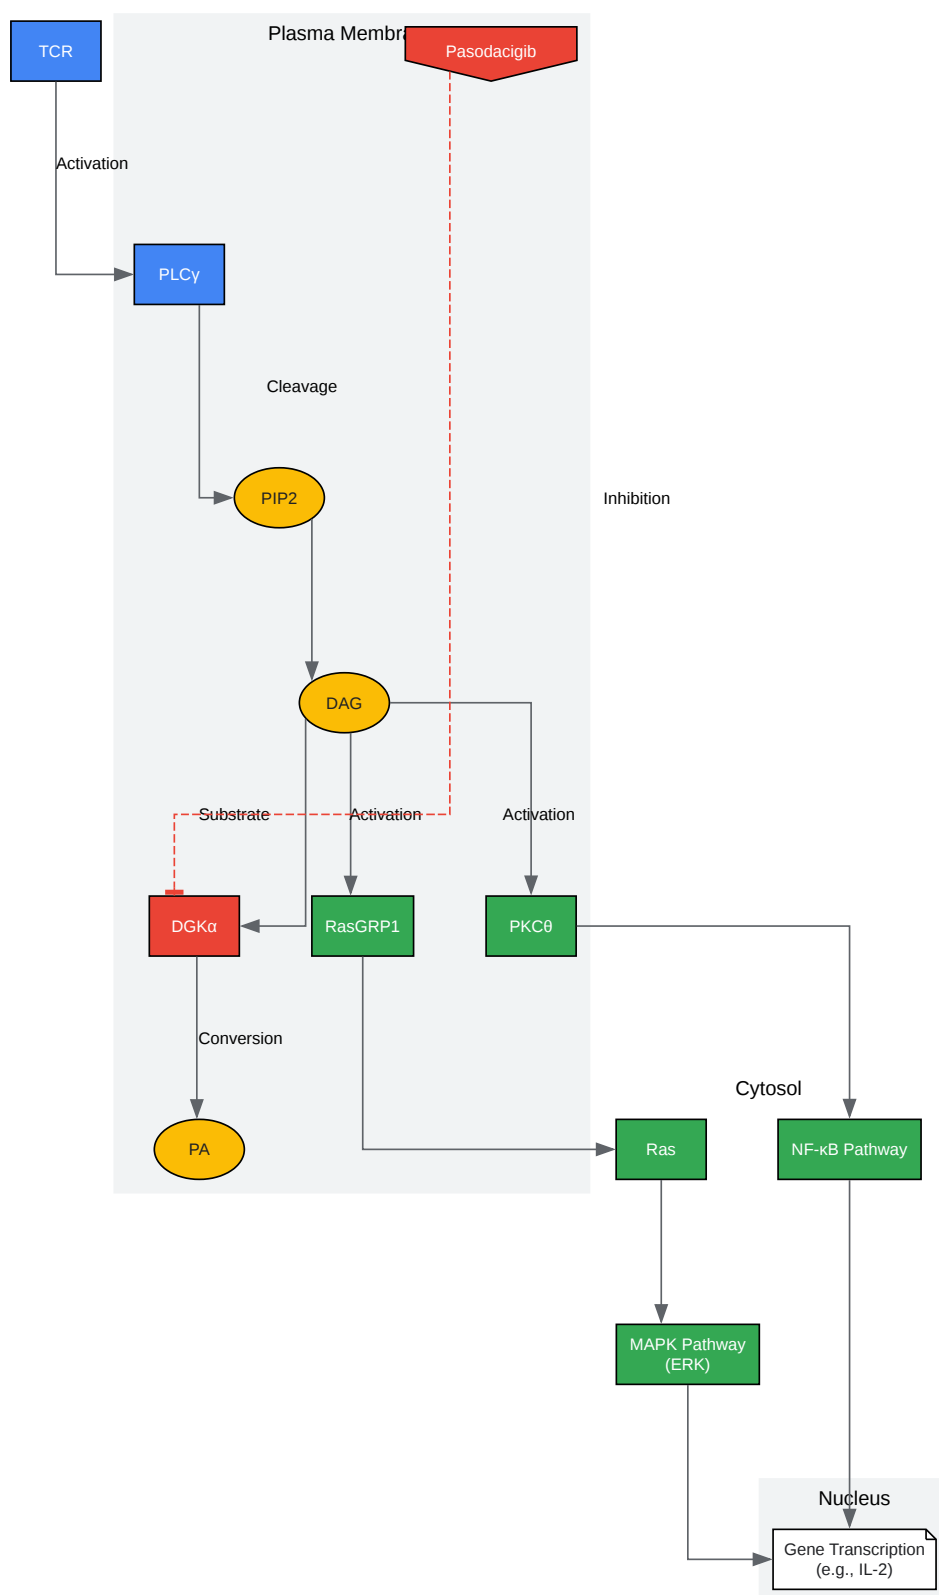 TCR
Plasma Membra
Pasodacigib
Activation
PLCγ
Cleavage
PIP2
Inhibition
DAG
Substrate
Activation
Activation
DGKα
RasGRP1
PKCθ
Conversion
Cytosol
PA
Ras
NF-κB Pathway
MAPK Pathway
(ERK)
Nucleus
Gene Transcription
(e.g., IL-2)